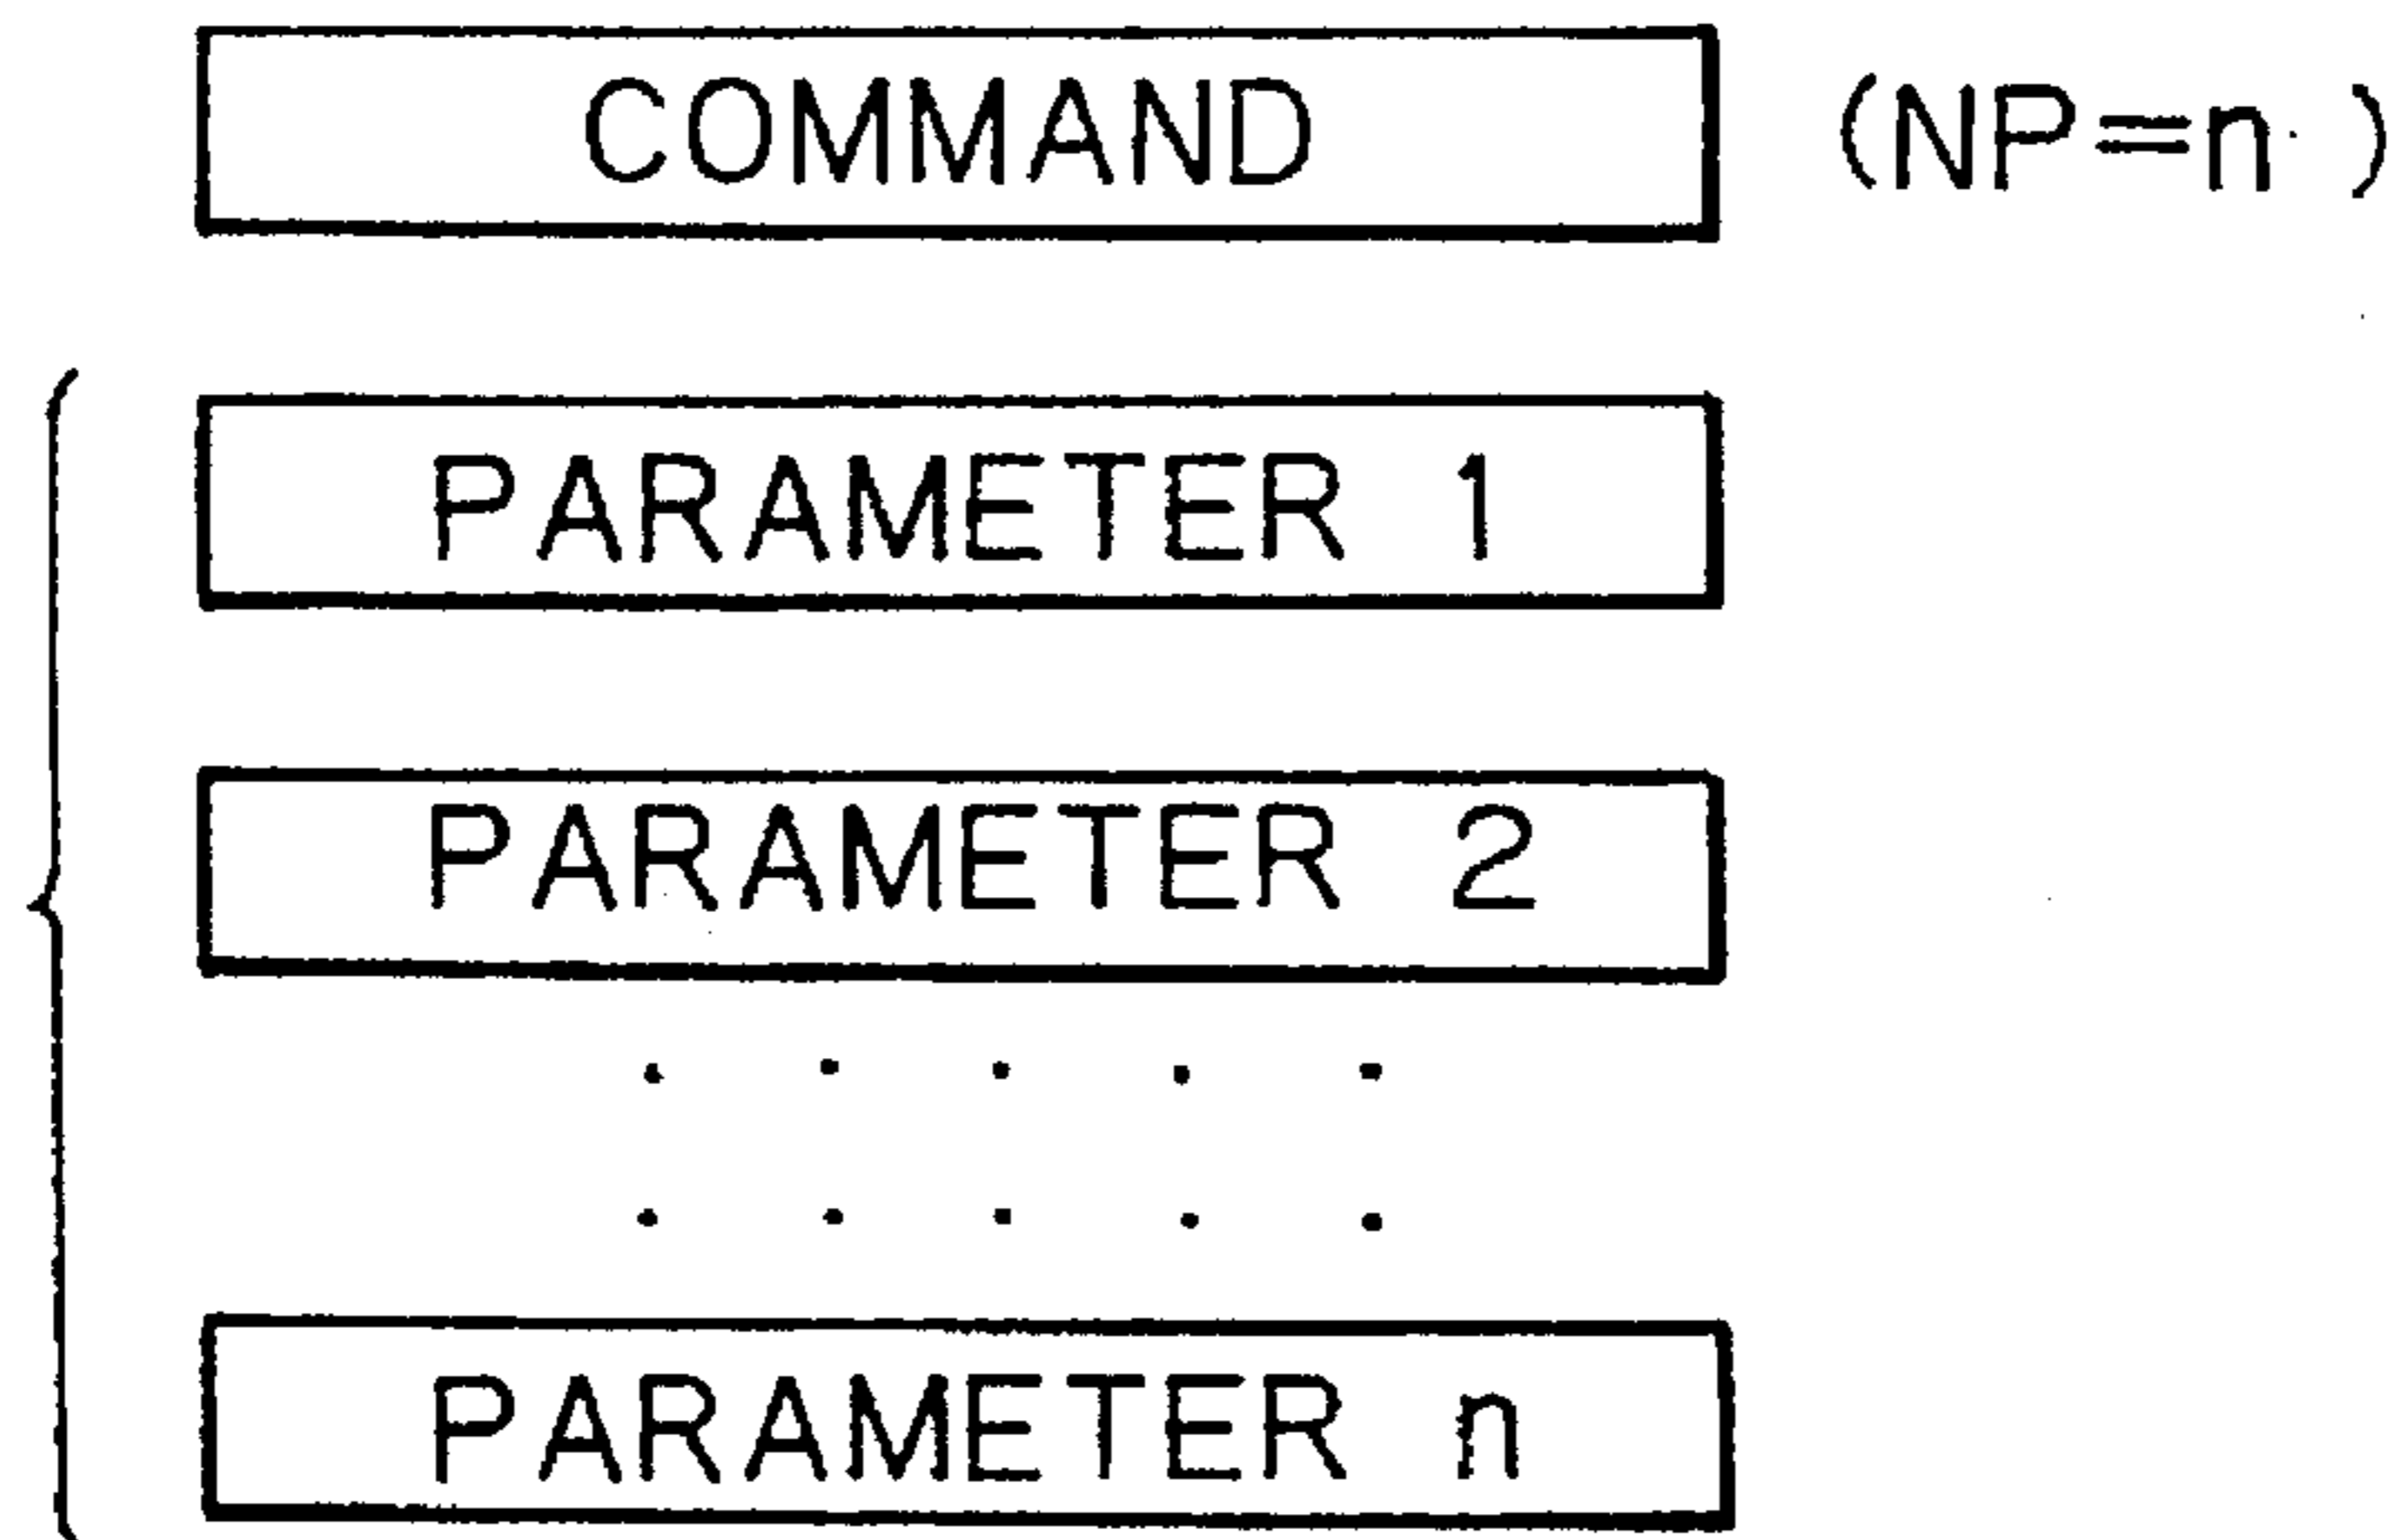 COMMAND (NP=n )
PARAMETER 1
PARAMETER 2
. . . . .
. . . . .
PARAMETER n